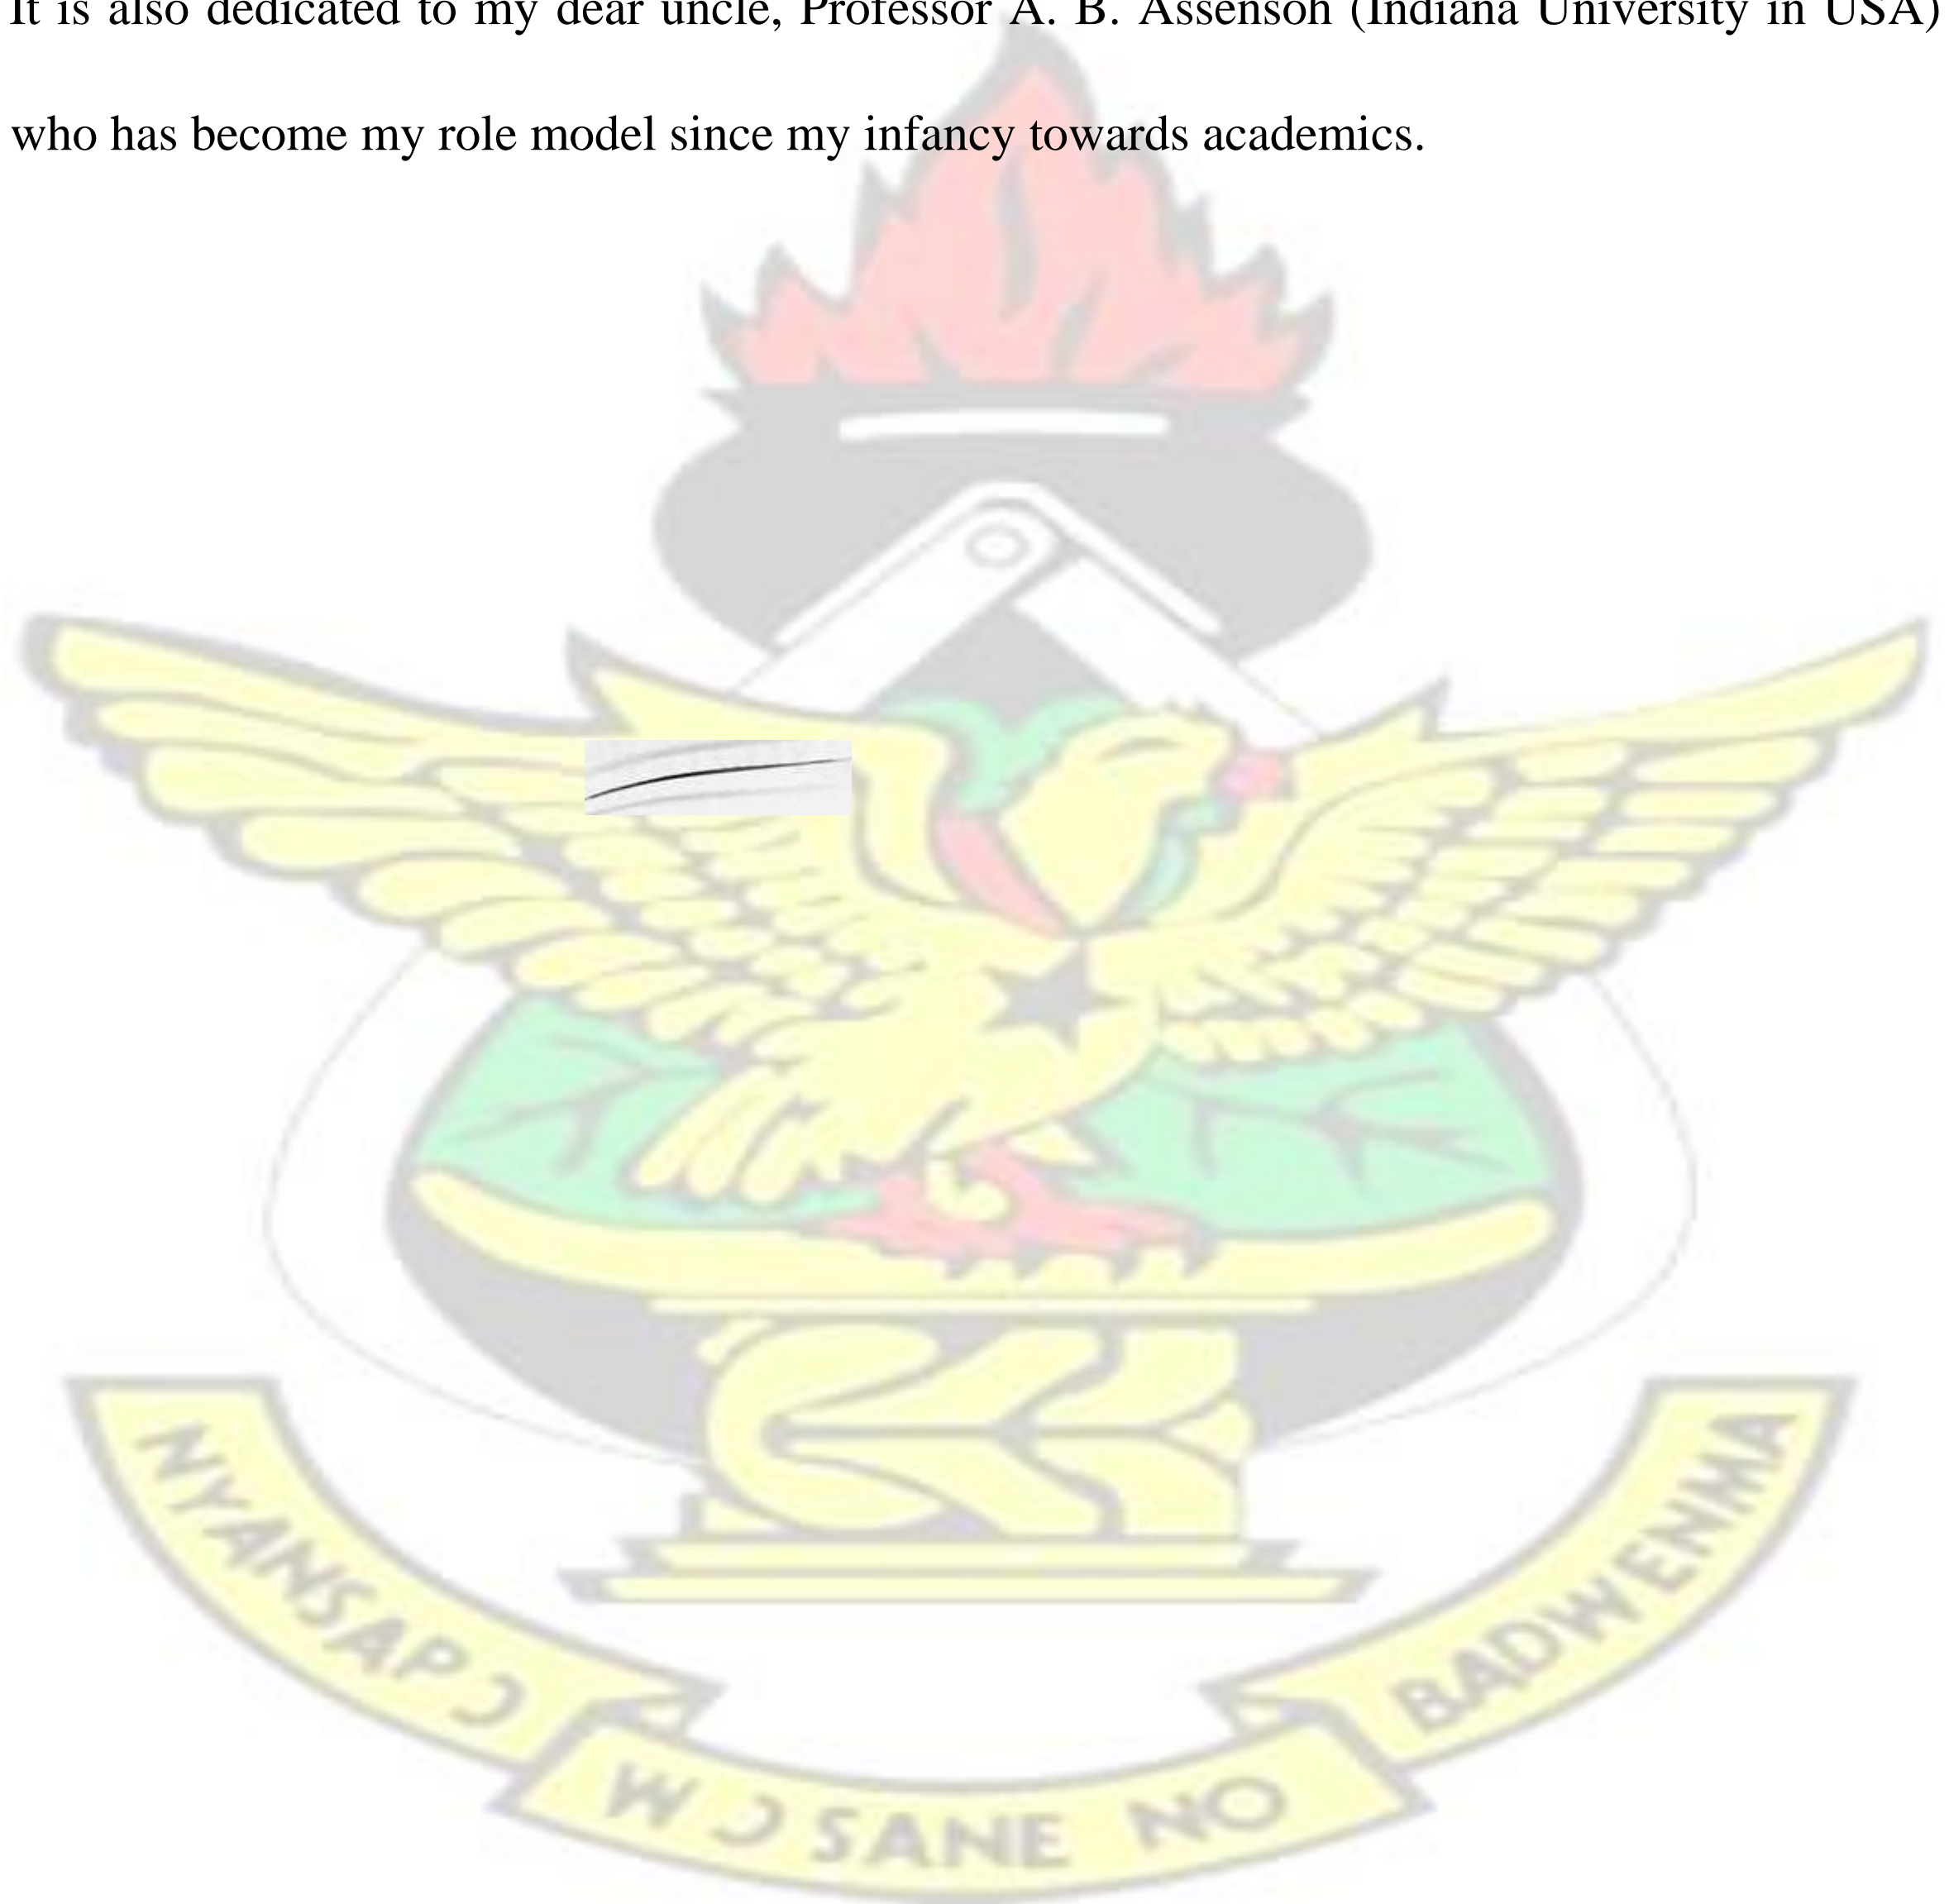 It is also dedicated to my dear uncle, Professor A. B. Assensoh (Indiana University in USA)
who has become my role model since my infancy towards academics.
NYANSAPƆ
WƆSANE NO
BADWENMA